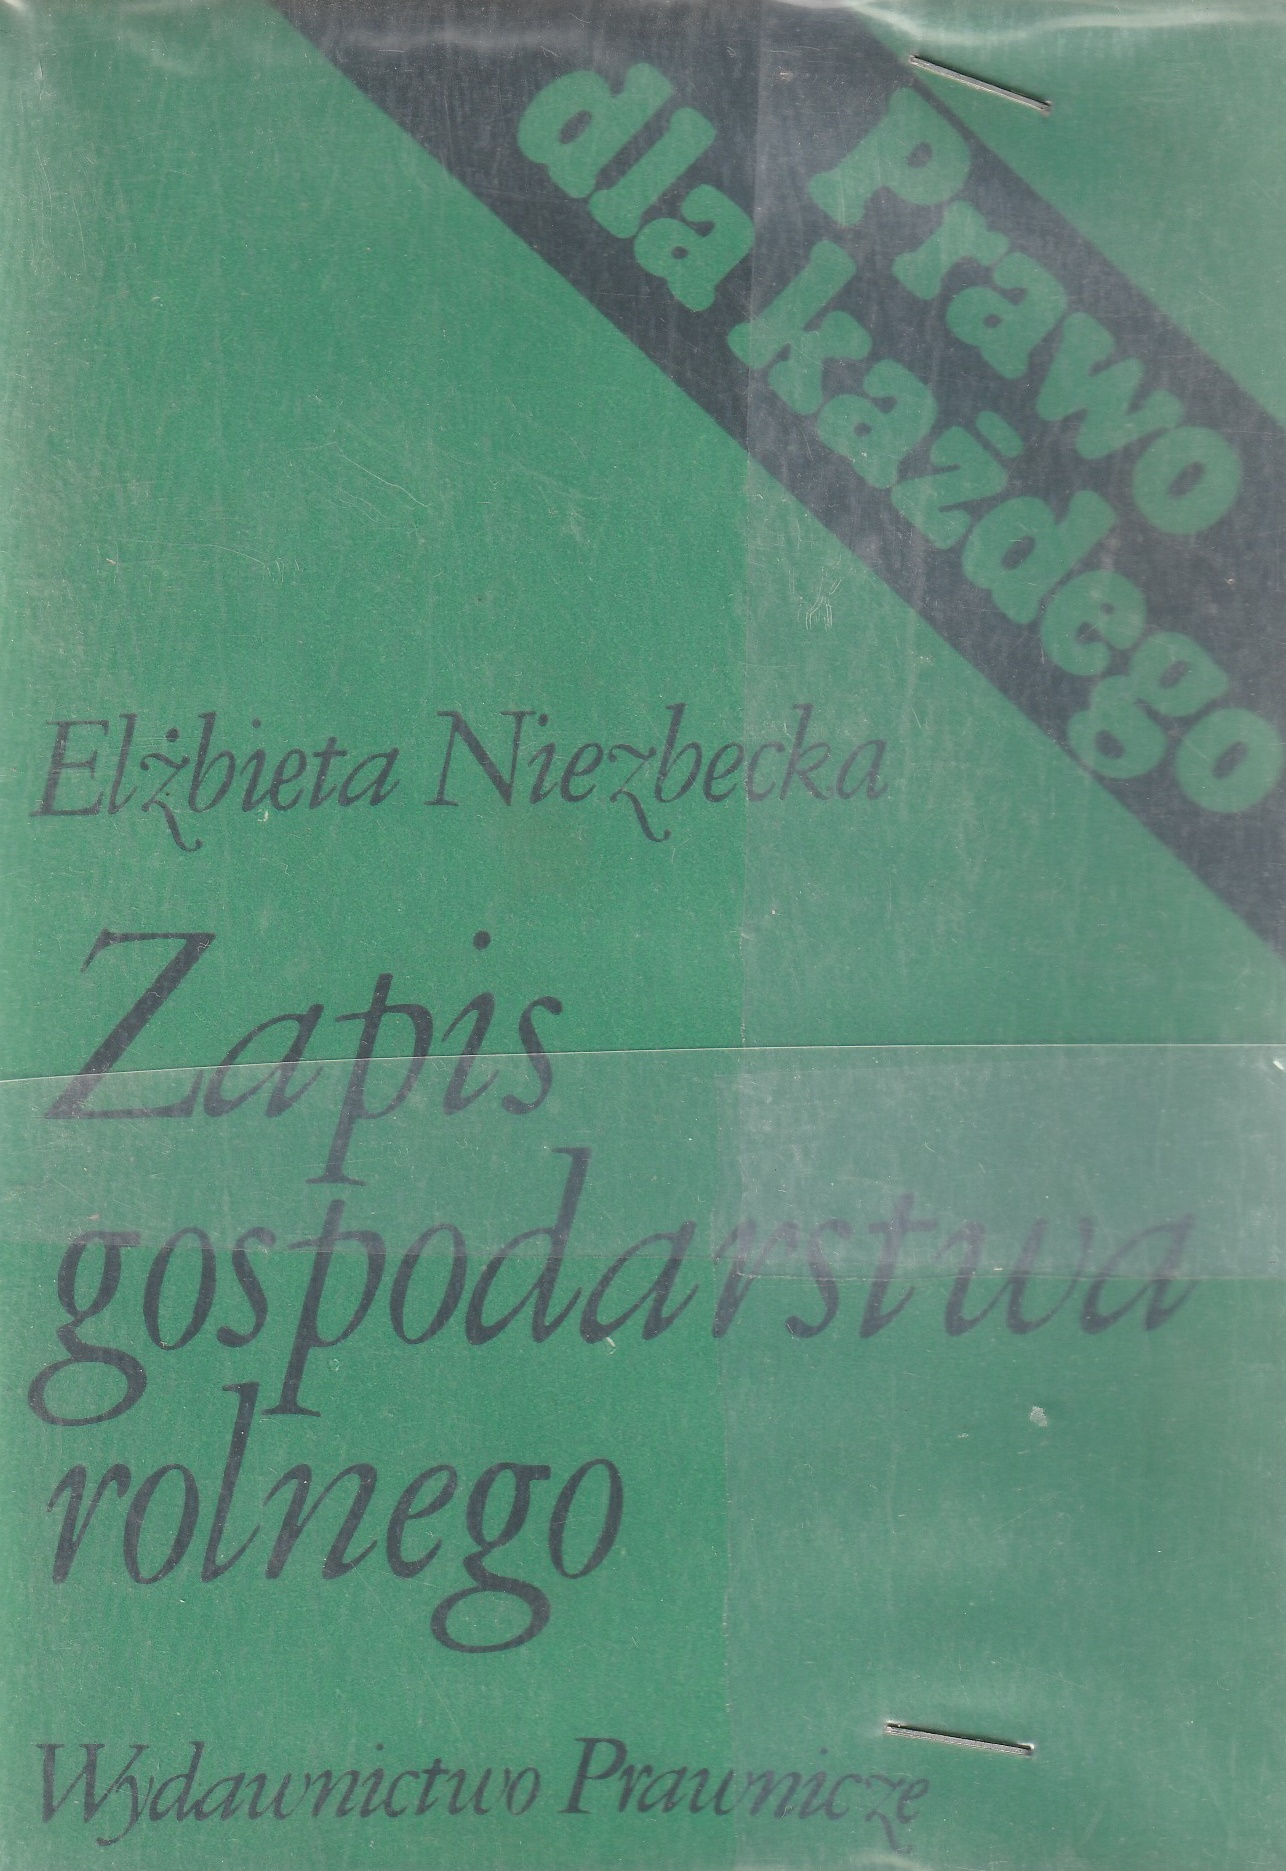 Prawo
dla każdego
Elżbieta Niezbecka
Zapis
gospodarstwa
rolnego
Wydawnictwo Prawnicze